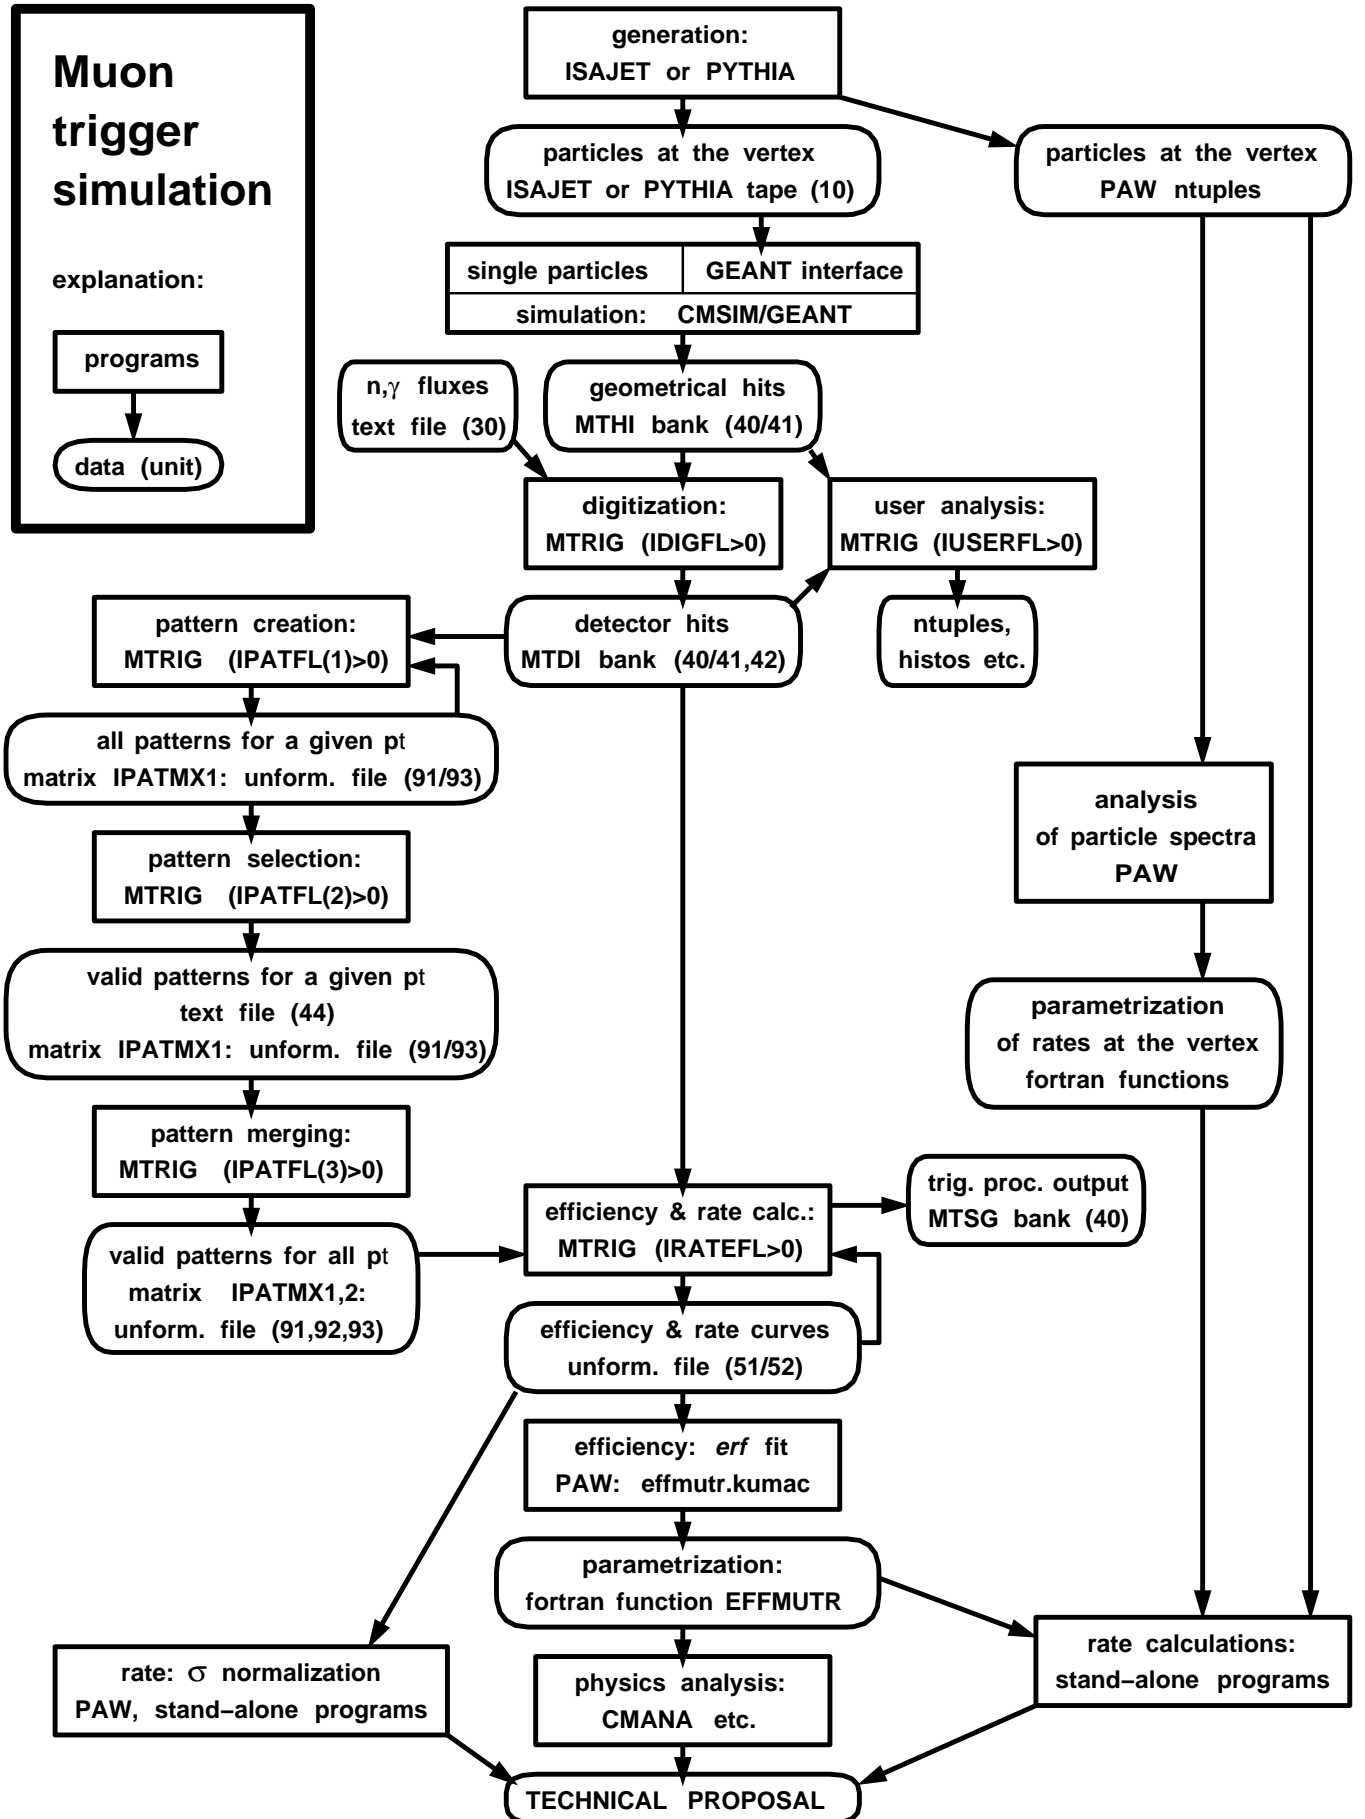 Muon
trigger
simulation
explanation:
programs
data (unit)
generation:
ISAJET or PYTHIA
particles at the vertex
ISAJET or PYTHIA tape (10)
particles at the vertex
PAW ntuples
single particles
GEANT interface
simulation: CMSIM/GEANT
n,γ fluxes
text file (30)
geometrical hits
MTHI bank (40/41)
digitization:
MTRIG (IDIGFL>0)
user analysis:
MTRIG (IUSERFL>0)
pattern creation:
MTRIG (IPATFL(1)>0)
detector hits
MTDI bank (40/41,42)
ntuples,
histos etc.
all patterns for a given pt
matrix IPATMX1: unform. file (91/93)
analysis
of particle spectra
PAW
pattern selection:
MTRIG (IPATFL(2)>0)
valid patterns for a given pt
text file (44)
matrix IPATMX1: unform. file (91/93)
parametrization
of rates at the vertex
fortran functions
pattern merging:
MTRIG (IPATFL(3)>0)
efficiency & rate calc.:
MTRIG (IRATEFL>0)
trig. proc. output
MTSG bank (40)
valid patterns for all pt
matrix IPATMX1,2:
unform. file (91,92,93)
efficiency & rate curves
unform. file (51/52)
efficiency: erf fit
PAW: effmutr.kumac
parametrization:
fortran function EFFMUTR
rate: σ normalization
PAW, stand–alone programs
physics analysis:
CMANA etc.
rate calculations:
stand–alone programs
TECHNICAL PROPOSAL